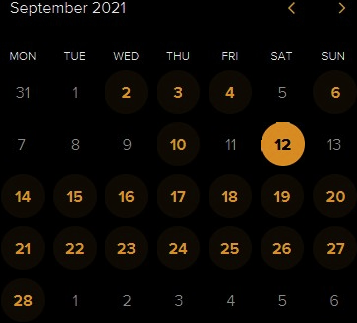 September 2021
MON TUE WED THU FRI SAT SUN
31 1 2 3 4 5 6
7 8 9 10 11 12 13
14 15 16 17 18 19 20
21 22 23 24 25 26 27
28 1 2 3 4 5 6